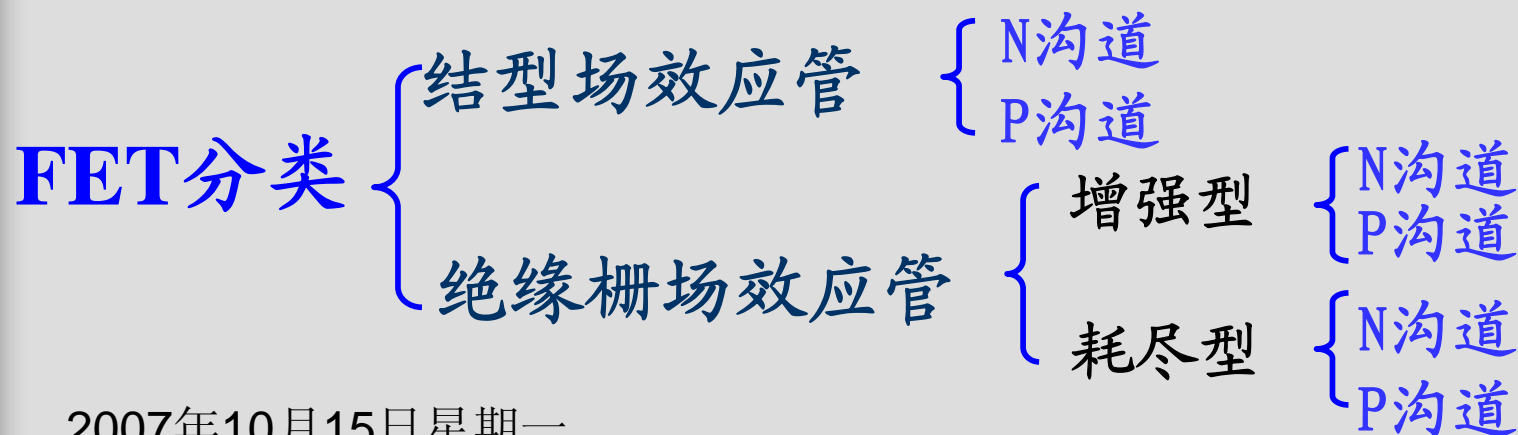 FET分类
结型场效应管
N沟道
P沟道
绝缘栅场效应管
增强型
N沟道
P沟道
耗尽型
N沟道
P沟道
2007年10月15日星期一